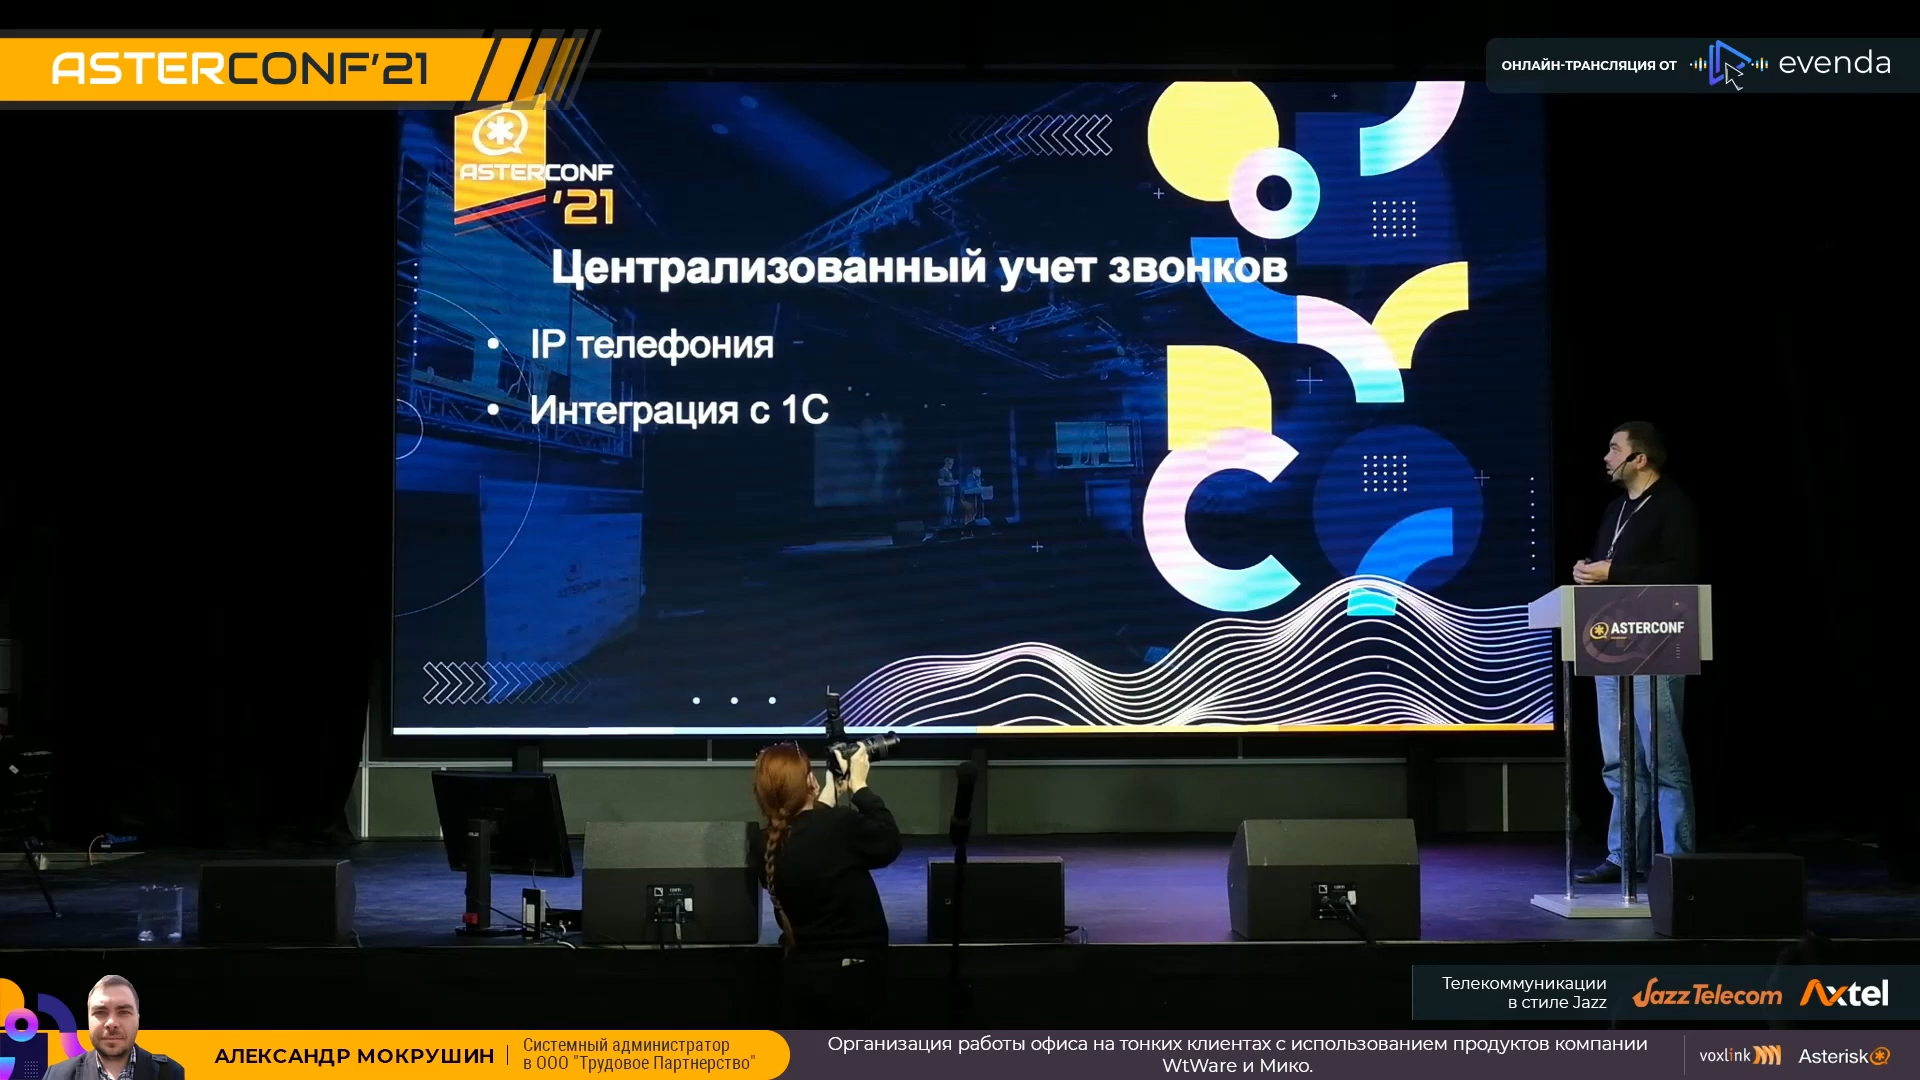 ASTERCONF'21
ОНЛАЙН-ТРАНСЛЯЦИЯ ОТ
evenda
ASTERCONF
'21
Централизованный учет звонков
• IP телефония
• Интеграция с 1С
ASTERCONF
Телекоммуникации
в стиле Jazz
JazzTelecom
Axtel
АЛЕКСАНДР МОКРУШИН
Системный администратор
в ООО "Трудовое Партнерство"
Организация работы офиса на тонких клиентах с использованием продуктов компании
WtWare и Мико.
voxlink
Asterisk